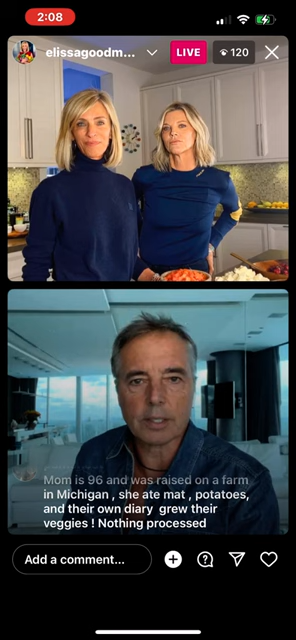 2:08
elissagoodm...
LIVE
120
Mom is 96 and was raised on a farm
in Michigan , she ate mat , potatoes,
and their own diary grew their
veggies ! Nothing processed
Add a comment...